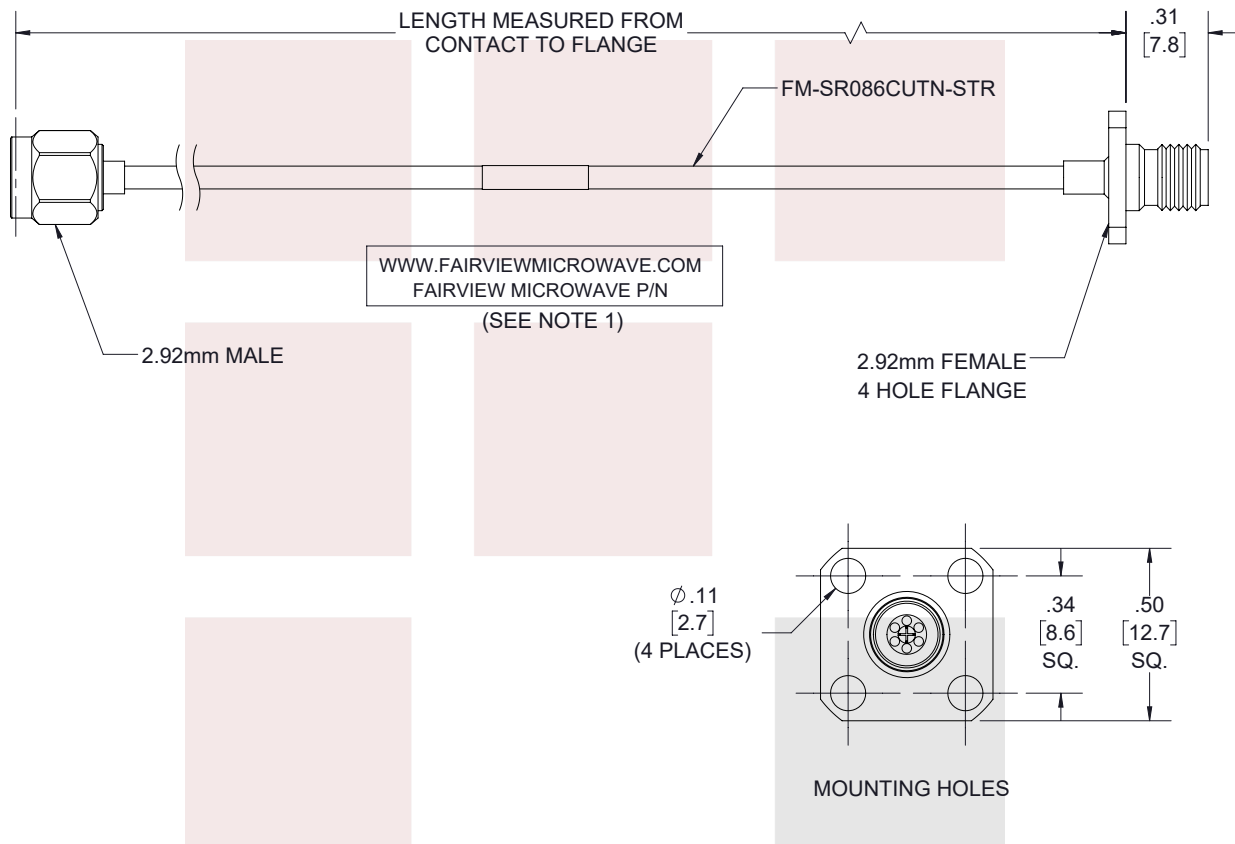 LENGTH MEASURED FROM
CONTACT TO FLANGE
.31
[7.8]
FM-SR086CUTN-STR
WWW.FAIRVIEWMICROWAVE.COM
FAIRVIEW MICROWAVE P/N
(SEE NOTE 1)
2.92mm MALE
2.92mm FEMALE
4 HOLE FLANGE
∅.11
[2.7]
(4 PLACES)
.34
[8.6]
SQ.
.50
[12.7]
SQ.
MOUNTING HOLES